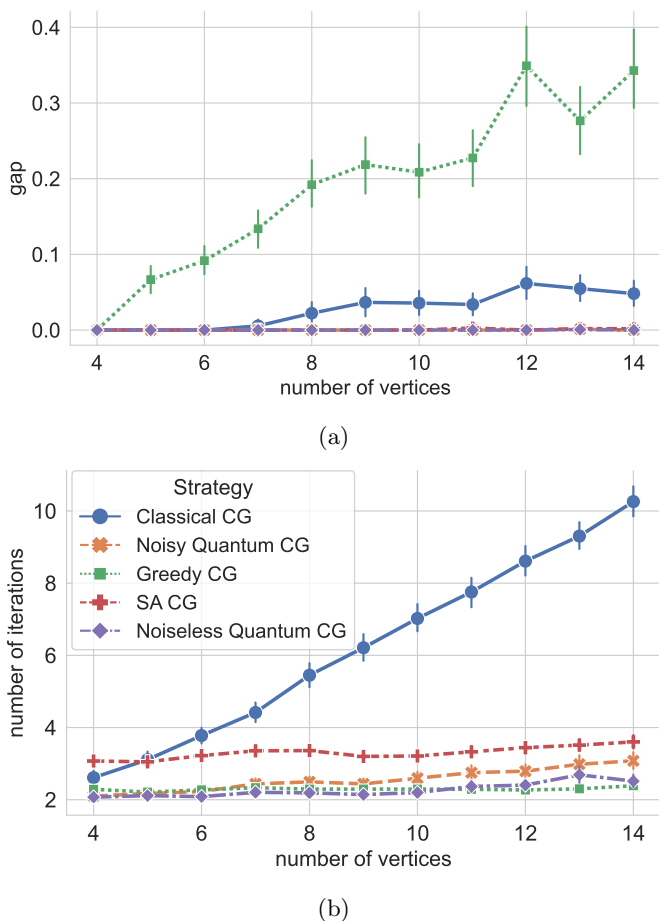 0.4
0.3
0.2
0.1
0.0
gap
4 6 8 10 12 14
number of vertices
(a)
10
8
6
4
2
number of iterations
Strategy
Classical CG
Noisy Quantum CG
Greedy CG
SA CG
Noiseless Quantum CG
4 6 8 10 12 14
number of vertices
(b)